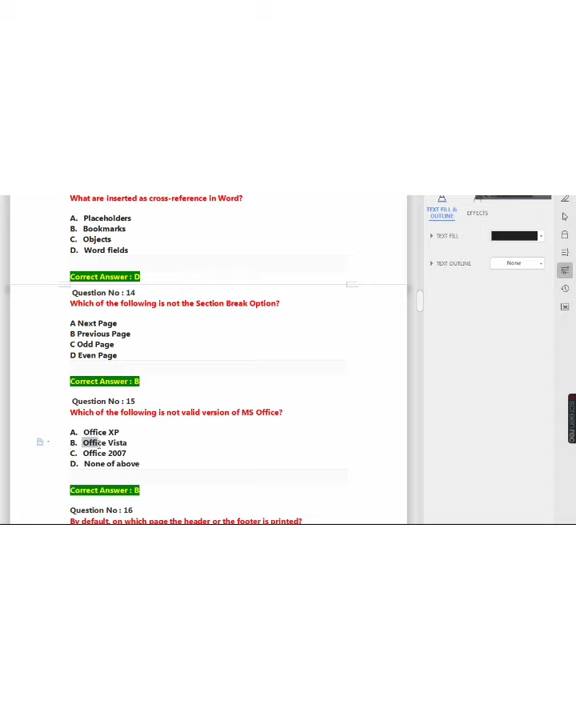 What are inserted as cross-reference in Word?
A. Placeholders
B. Bookmarks
C. Objects
D. Word fields
Correct Answer : D
Question No : 14
Which of the following is not the Section Break Option?
A Next Page
B Previous Page
C Odd Page
D Even Page
Correct Answer : B
Question No : 15
Which of the following is not valid version of MS Office?
A. Office XP
B. Office Vista
C. Office 2007
D. None of above
Correct Answer : B
Question No : 16
By default, on which page the header or the footer is printed?
TEXT FILL & OUTLINE
EFFECTS
TEXT FILL
TEXT OUTLINE
None